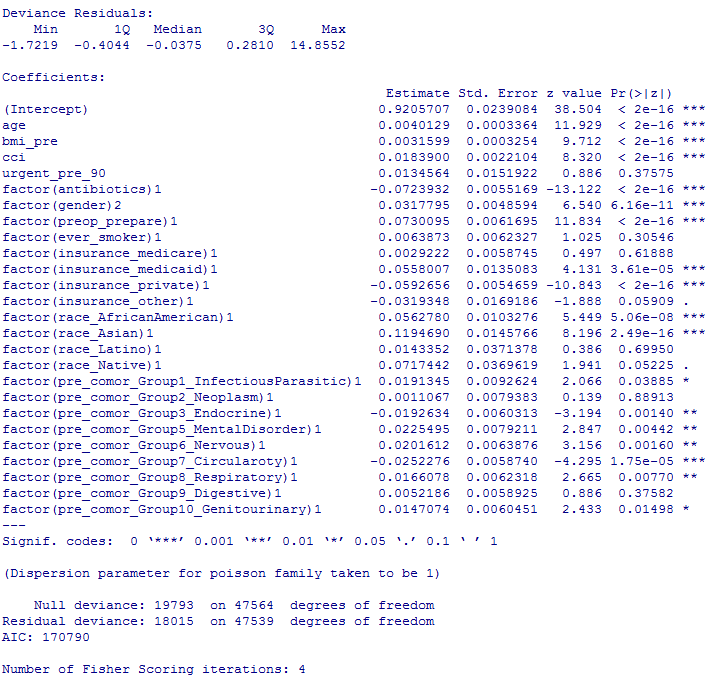 Deviance Residuals:
    Min       1Q   Median       3Q      Max
-1.7219  -0.4044  -0.0375   0.2810  14.8552

Coefficients:
                                                Estimate Std. Error z value Pr(>|z|)
(Intercept)                                    0.9205707  0.0239084  38.504  < 2e-16 ***
age                                            0.0040129  0.0003364  11.929  < 2e-16 ***
bmi_pre                                        0.0031599  0.0003254   9.712  < 2e-16 ***
cci                                            0.0183900  0.0022104   8.320  < 2e-16 ***
urgent_pre_90                                  0.0134564  0.0151922   0.886  0.37575
factor(antibiotics)1                          -0.0723932  0.0055169 -13.122  < 2e-16 ***
factor(gender)2                                0.0317795  0.0048594   6.540 6.16e-11 ***
factor(preop_prepare)1                         0.0730095  0.0061695  11.834  < 2e-16 ***
factor(ever_smoker)1                           0.0063873  0.0062327   1.025  0.30546
factor(insurance_medicare)1                    0.0029222  0.0058745   0.497  0.61888
factor(insurance_medicaid)1                    0.0558007  0.0135083   4.131 3.61e-05 ***
factor(insurance_private)1                    -0.0592656  0.0054659 -10.843  < 2e-16 ***
factor(insurance_other)1                      -0.0319348  0.0169186  -1.888  0.05909 .
factor(race_AfricanAmerican)1                  0.0562780  0.0103276   5.449 5.06e-08 ***
factor(race_Asian)1                            0.1194690  0.0145766   8.196 2.49e-16 ***
factor(race_Latino)1                           0.0143352  0.0371378   0.386  0.69950
factor(race_Native)1                           0.0717442  0.0369619   1.941  0.05225 .
factor(pre_comor_Group1_InfectiousParasitic)1  0.0191345  0.0092624   2.066  0.03885 *
factor(pre_comor_Group2_Neoplasm)1             0.0011067  0.0079383   0.139  0.88913
factor(pre_comor_Group3_Endocrine)1           -0.0192634  0.0060313  -3.194  0.00140 **
factor(pre_comor_Group5_MentalDisorder)1       0.0225495  0.0079211   2.847  0.00442 **
factor(pre_comor_Group6_Nervous)1              0.0201612  0.0063876   3.156  0.00160 **
factor(pre_comor_Group7_Circularoty)1         -0.0252276  0.0058740  -4.295 1.75e-05 ***
factor(pre_comor_Group8_Respiratory)1          0.0166078  0.0062318   2.665  0.00770 **
factor(pre_comor_Group9_Digestive)1            0.0052186  0.0058925   0.886  0.37582
factor(pre_comor_Group10_Genitourinary)1       0.0147074  0.0060451   2.433  0.01498 *
---
Signif. codes:  0 ‘***’ 0.001 ‘**’ 0.01 ‘*’ 0.05 ‘.’ 0.1 ‘ ’ 1

(Dispersion parameter for poisson family taken to be 1)

    Null deviance: 19793  on 47564  degrees of freedom
Residual deviance: 18015  on 47539  degrees of freedom
AIC: 170790

Number of Fisher Scoring iterations: 4